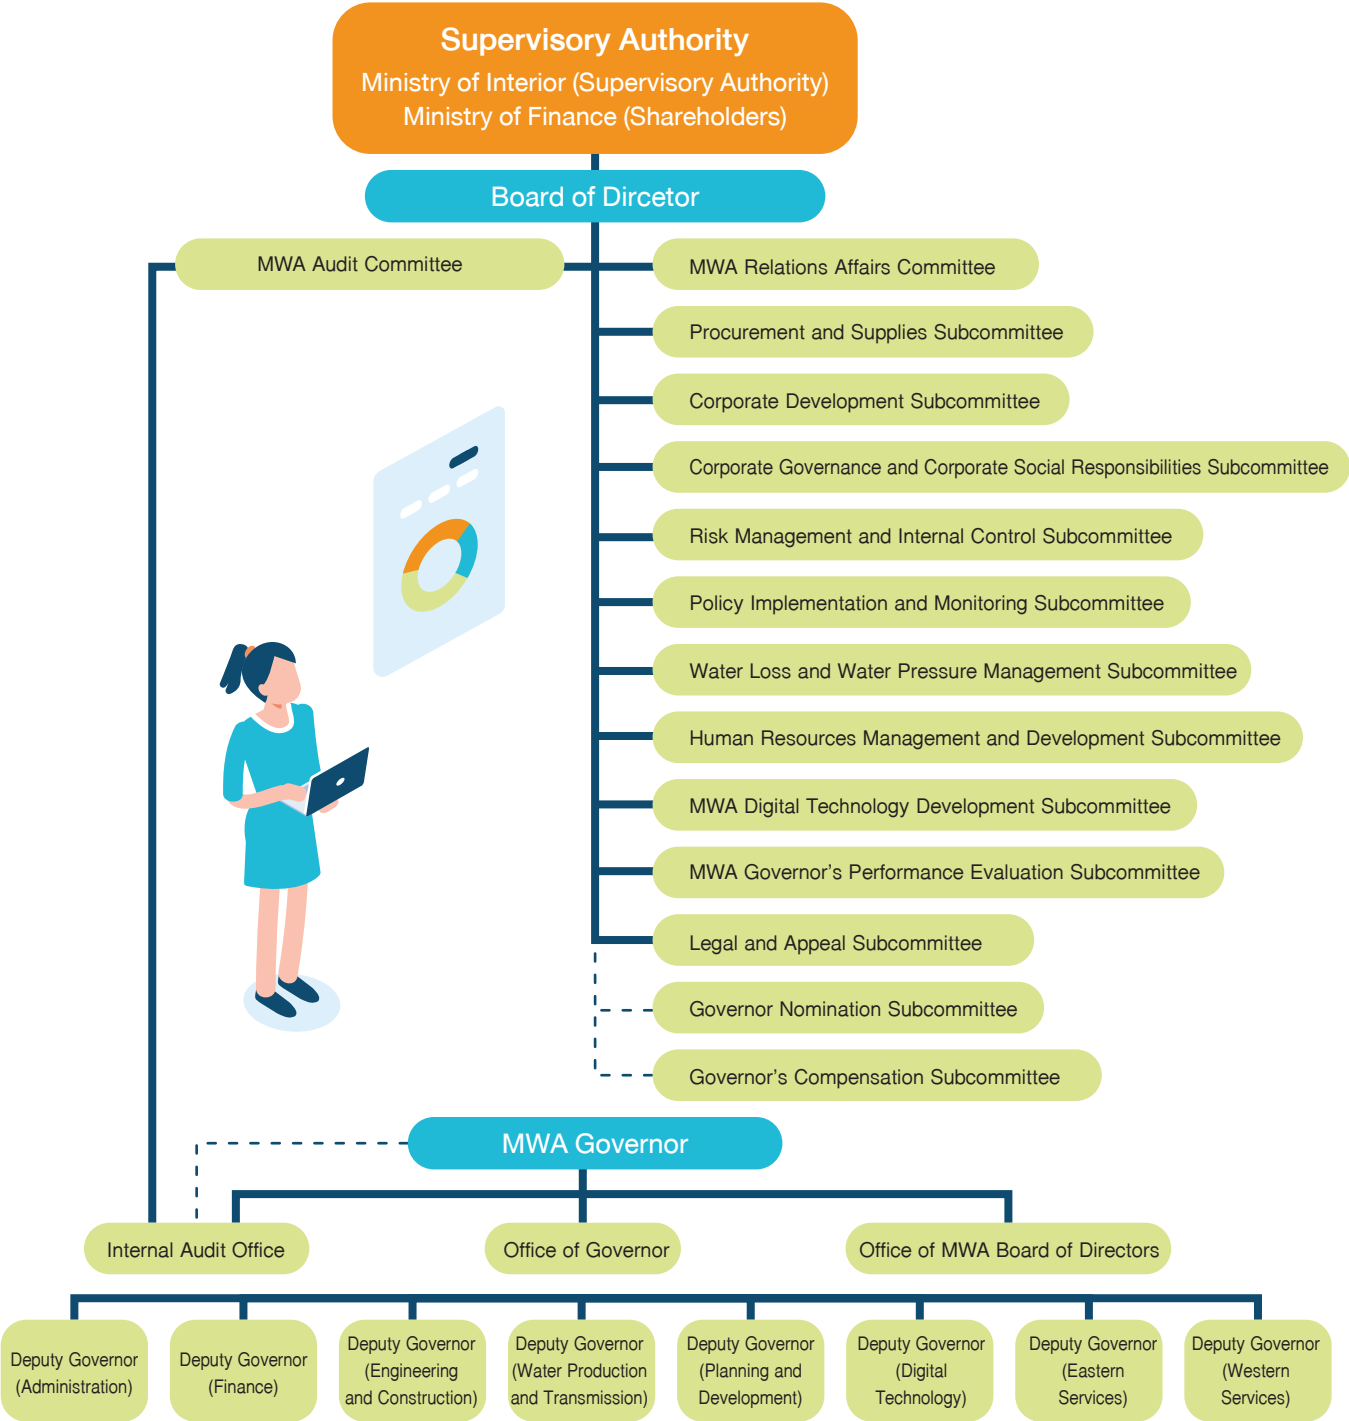 Supervisory Authority
Ministry of Interior (Supervisory Authority)
Ministry of Finance (Shareholders)
Board of Dircetor
MWA Audit Committee
MWA Relations Affairs Committee
Procurement and Supplies Subcommittee
Corporate Development Subcommittee
Corporate Governance and Corporate Social Responsibilities Subcommittee
Risk Management and Internal Control Subcommittee
Policy Implementation and Monitoring Subcommittee
Water Loss and Water Pressure Management Subcommittee
Human Resources Management and Development Subcommittee
MWA Digital Technology Development Subcommittee
MWA Governor’s Performance Evaluation Subcommittee
Legal and Appeal Subcommittee
Governor Nomination Subcommittee
Governor’s Compensation Subcommittee
MWA Governor
Internal Audit Office
Office of Governor
Office of MWA Board of Directors
Deputy Governor
(Administration)
Deputy Governor
(Finance)
Deputy Governor
(Engineering
and Construction)
Deputy Governor
(Water Production
and Transmission)
Deputy Governor
(Planning and
Development)
Deputy Governor
(Digital
Technology)
Deputy Governor
(Eastern
Services)
Deputy Governor
(Western
Services)